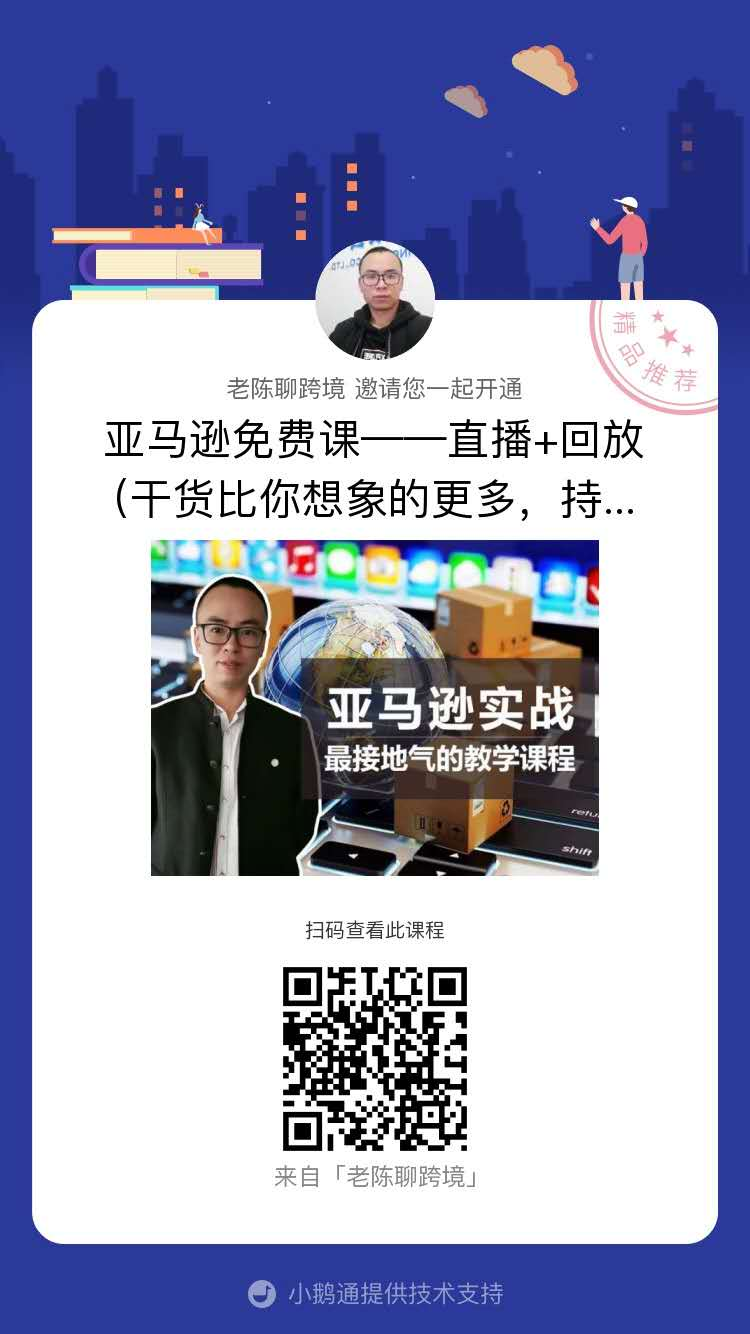 精品推荐
老陈聊跨境 邀请您一起开通
亚马逊免费课——直播+回放
（干货比你想象的更多，持...
亚马逊实战
最接地气的教学课程
shift
扫码查看此课程
来自「老陈聊跨境」
小鹅通提供技术支持